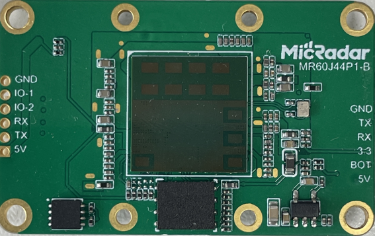 MicRadar
MR60J44P1-B
GND
IO-1
IO-2
RX
TX
5V
GND
TX
RX
3:3
BOT
5V